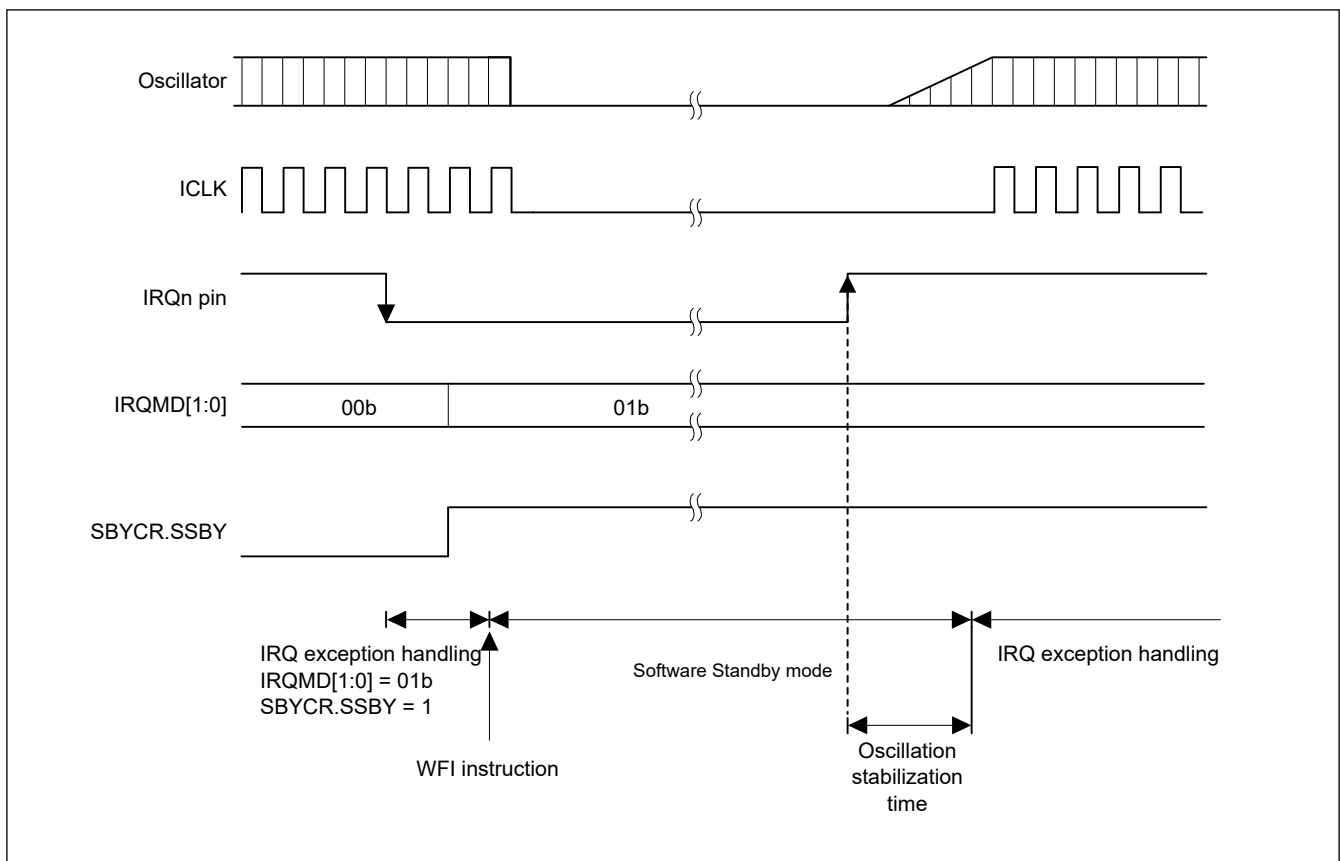 Oscillator
ICLK
IRQn pin
IRQMD[1:0]
00b
01b
SBYCR.SSBY
IRQ exception handling
IRQMD[1:0] = 01b
SBYCR.SSBY = 1
WFI instruction
Software Standby mode
Oscillation
stabilization
time
IRQ exception handling